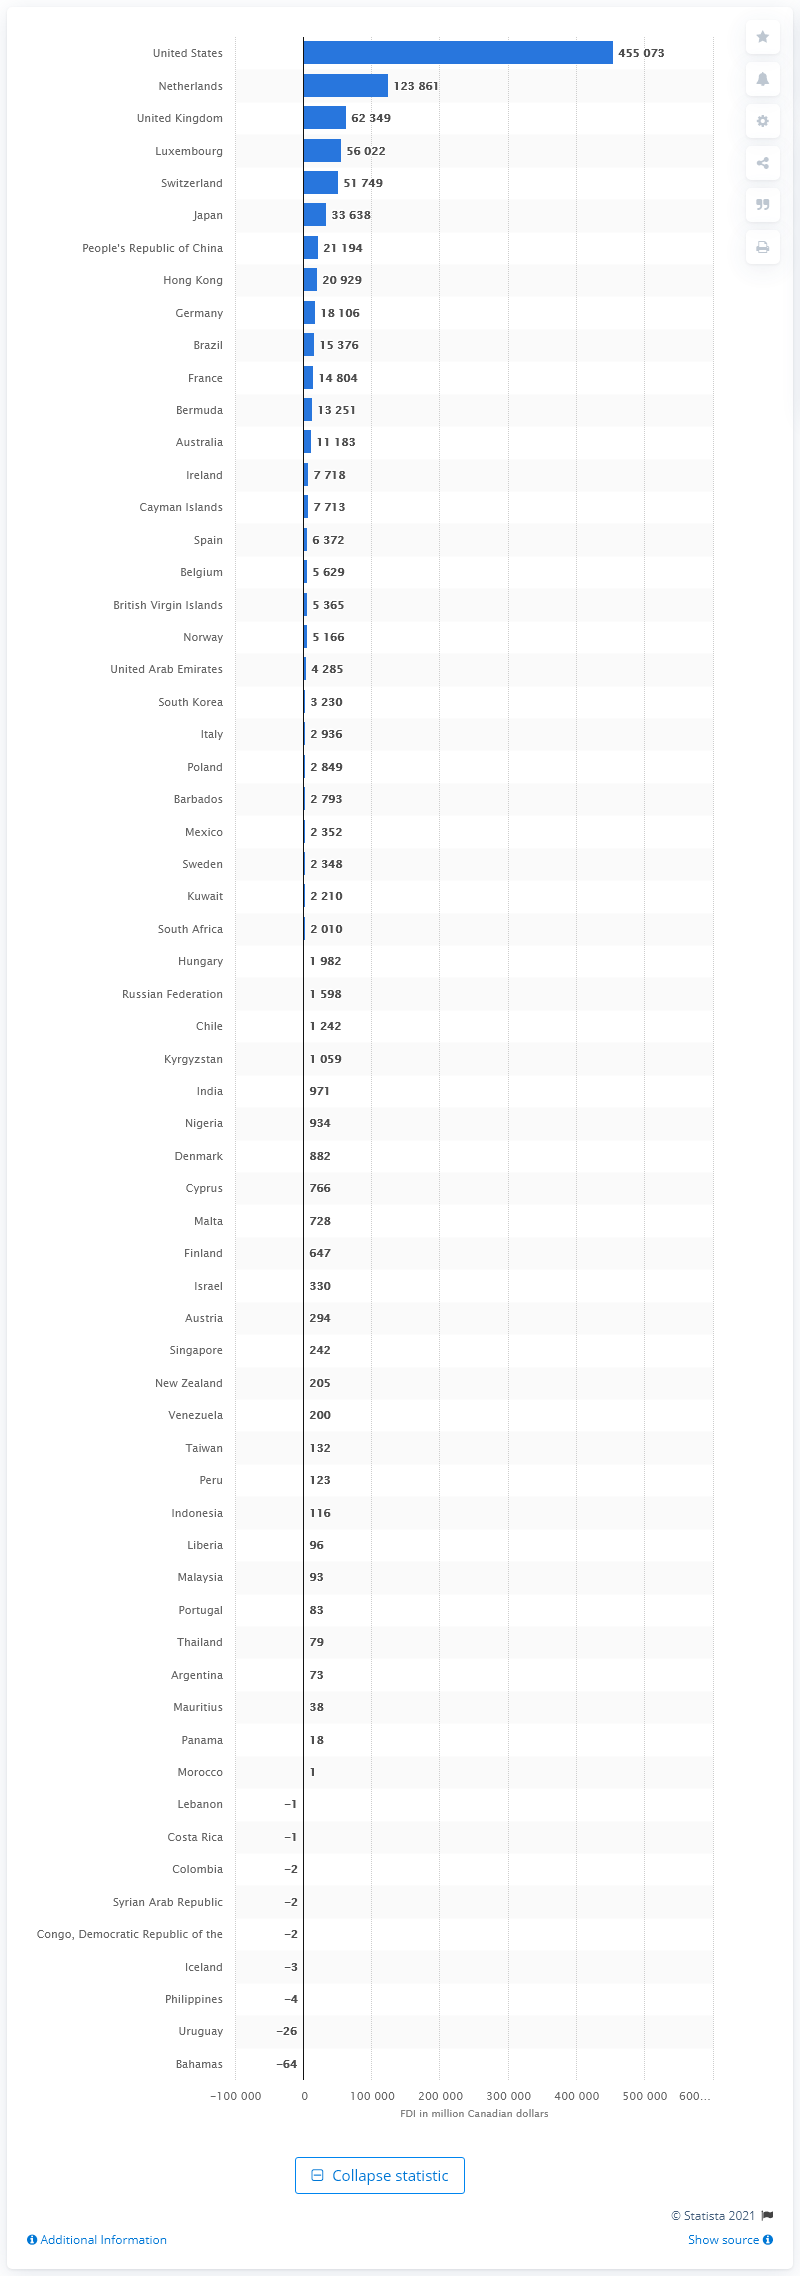 United States 455 073
Netherlands 123 861
United Kingdom 62 349
Luxembourg 56 022
Switzerland 51 749
Japan 33 638
People's Republic of China 21 194
Hong Kong 20 929
Germany 18 106
Brazil 15 376
France 14 804
Bermuda 13 251
Australia 11 183
Ireland 7 718
Cayman Islands 7 713
Spain 6 372
Belgium 5 629
British Virgin Islands 5 365
Norway 5 166
United Arab Emirates 4 285
South Korea 3 230
Italy 2 936
Poland 2 849
Barbados 2 793
Mexico 2 352
Sweden 2 348
Kuwait 2 210
South Africa 2 010
Hungary 1 982
Russian Federation 1 598
Chile 1 242
Kyrgyzstan 1 059
India 971
Nigeria 934
Denmark 882
Cyprus 766
Malta 728
Finland 647
Israel 330
Austria 294
Singapore 242
New Zealand 205
Venezuela 200
Taiwan 132
Peru 123
Indonesia 116
Liberia 96
Malaysia 93
Portugal 83
Thailand 79
Argentina 73
Mauritius 38
Panama 18
Morocco 1
Lebanon −1
Costa Rica −1
Colombia −2
Syrian Arab Republic −2
Congo, Democratic Republic of the −2
Iceland −3
Philippines −4
Uruguay −26
Bahamas −64
−100 000 0 100 000 200 000 300 000 400 000 500 000 600…
FDI in million Canadian dollars
Collapse statistic
© Statista 2021
Additional Information Show source